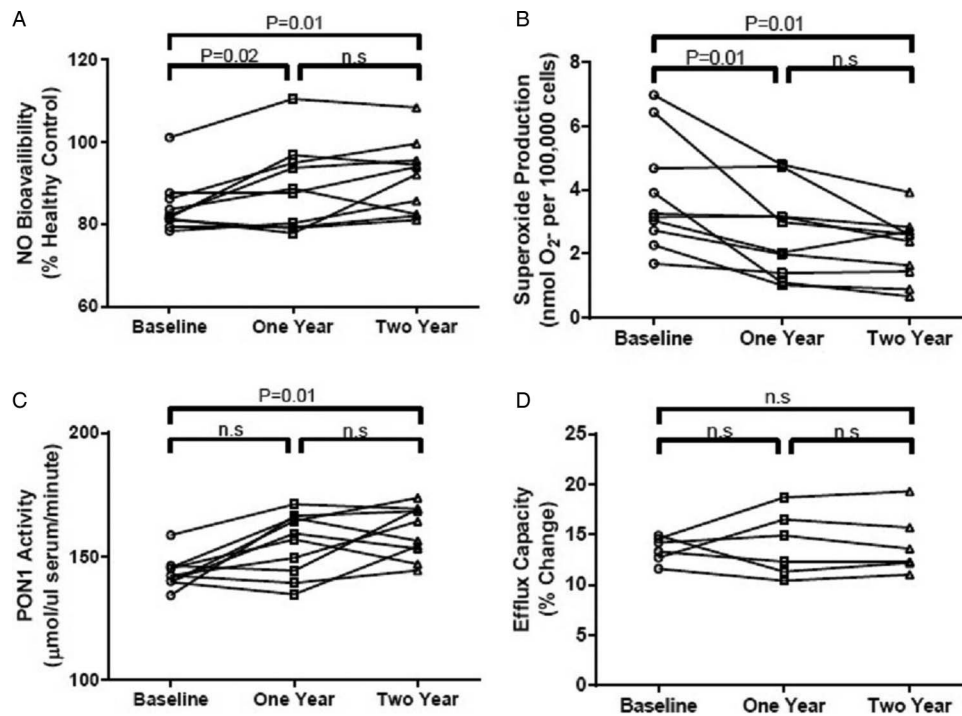 A
P=0.01
P=0.02
n.s
120
100
80
60
NO Bioavailibility
(% Healthy Control)
Baseline
One Year
Two Year
B
P=0.01
P=0.01
n.s
8
6
4
2
0
Superoxide Production
(nmol O2- per 100,000 cells)
Baseline
One Year
Two Year
C
P=0.01
n.s
n.s
200
150
100
PON1 Activity
(μmol/ul serum/minute)
Baseline
One Year
Two Year
D
n.s
n.s
n.s
25
20
15
10
5
0
Efflux Capacity
(% Change)
Baseline
One Year
Two Year